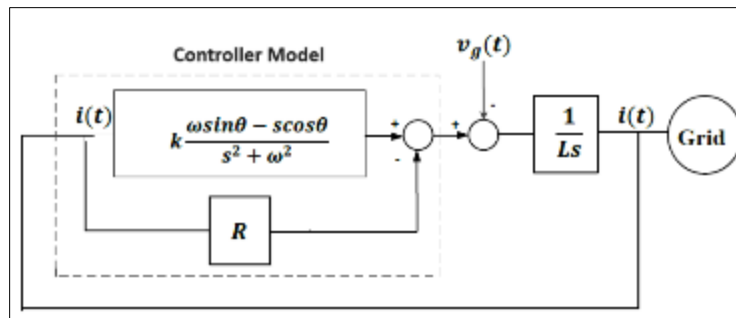 Controller Model
v_g(t)
i(t)
k (ωsinθ − scosθ) / (s² + ω²)
+
-
+
-
1 / Ls
i(t)
Grid
R